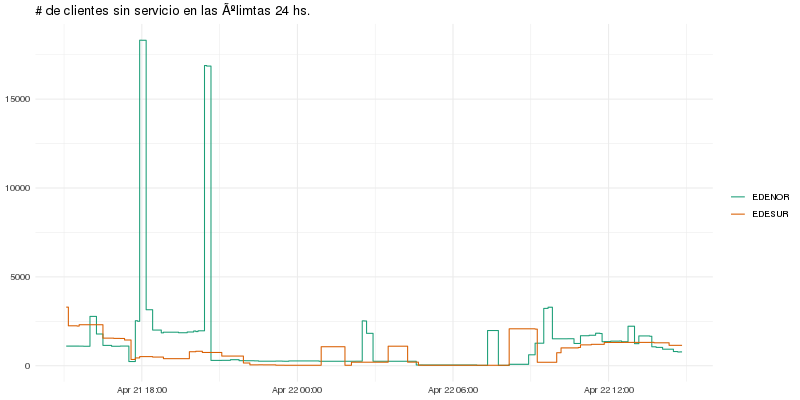 # de clientes sin servicio en las Ãºlimtas 24 hs.
15000
10000
5000
0
Apr 21 18:00
Apr 22 00:00
Apr 22 06:00
Apr 22 12:00
EDENOR
EDESUR